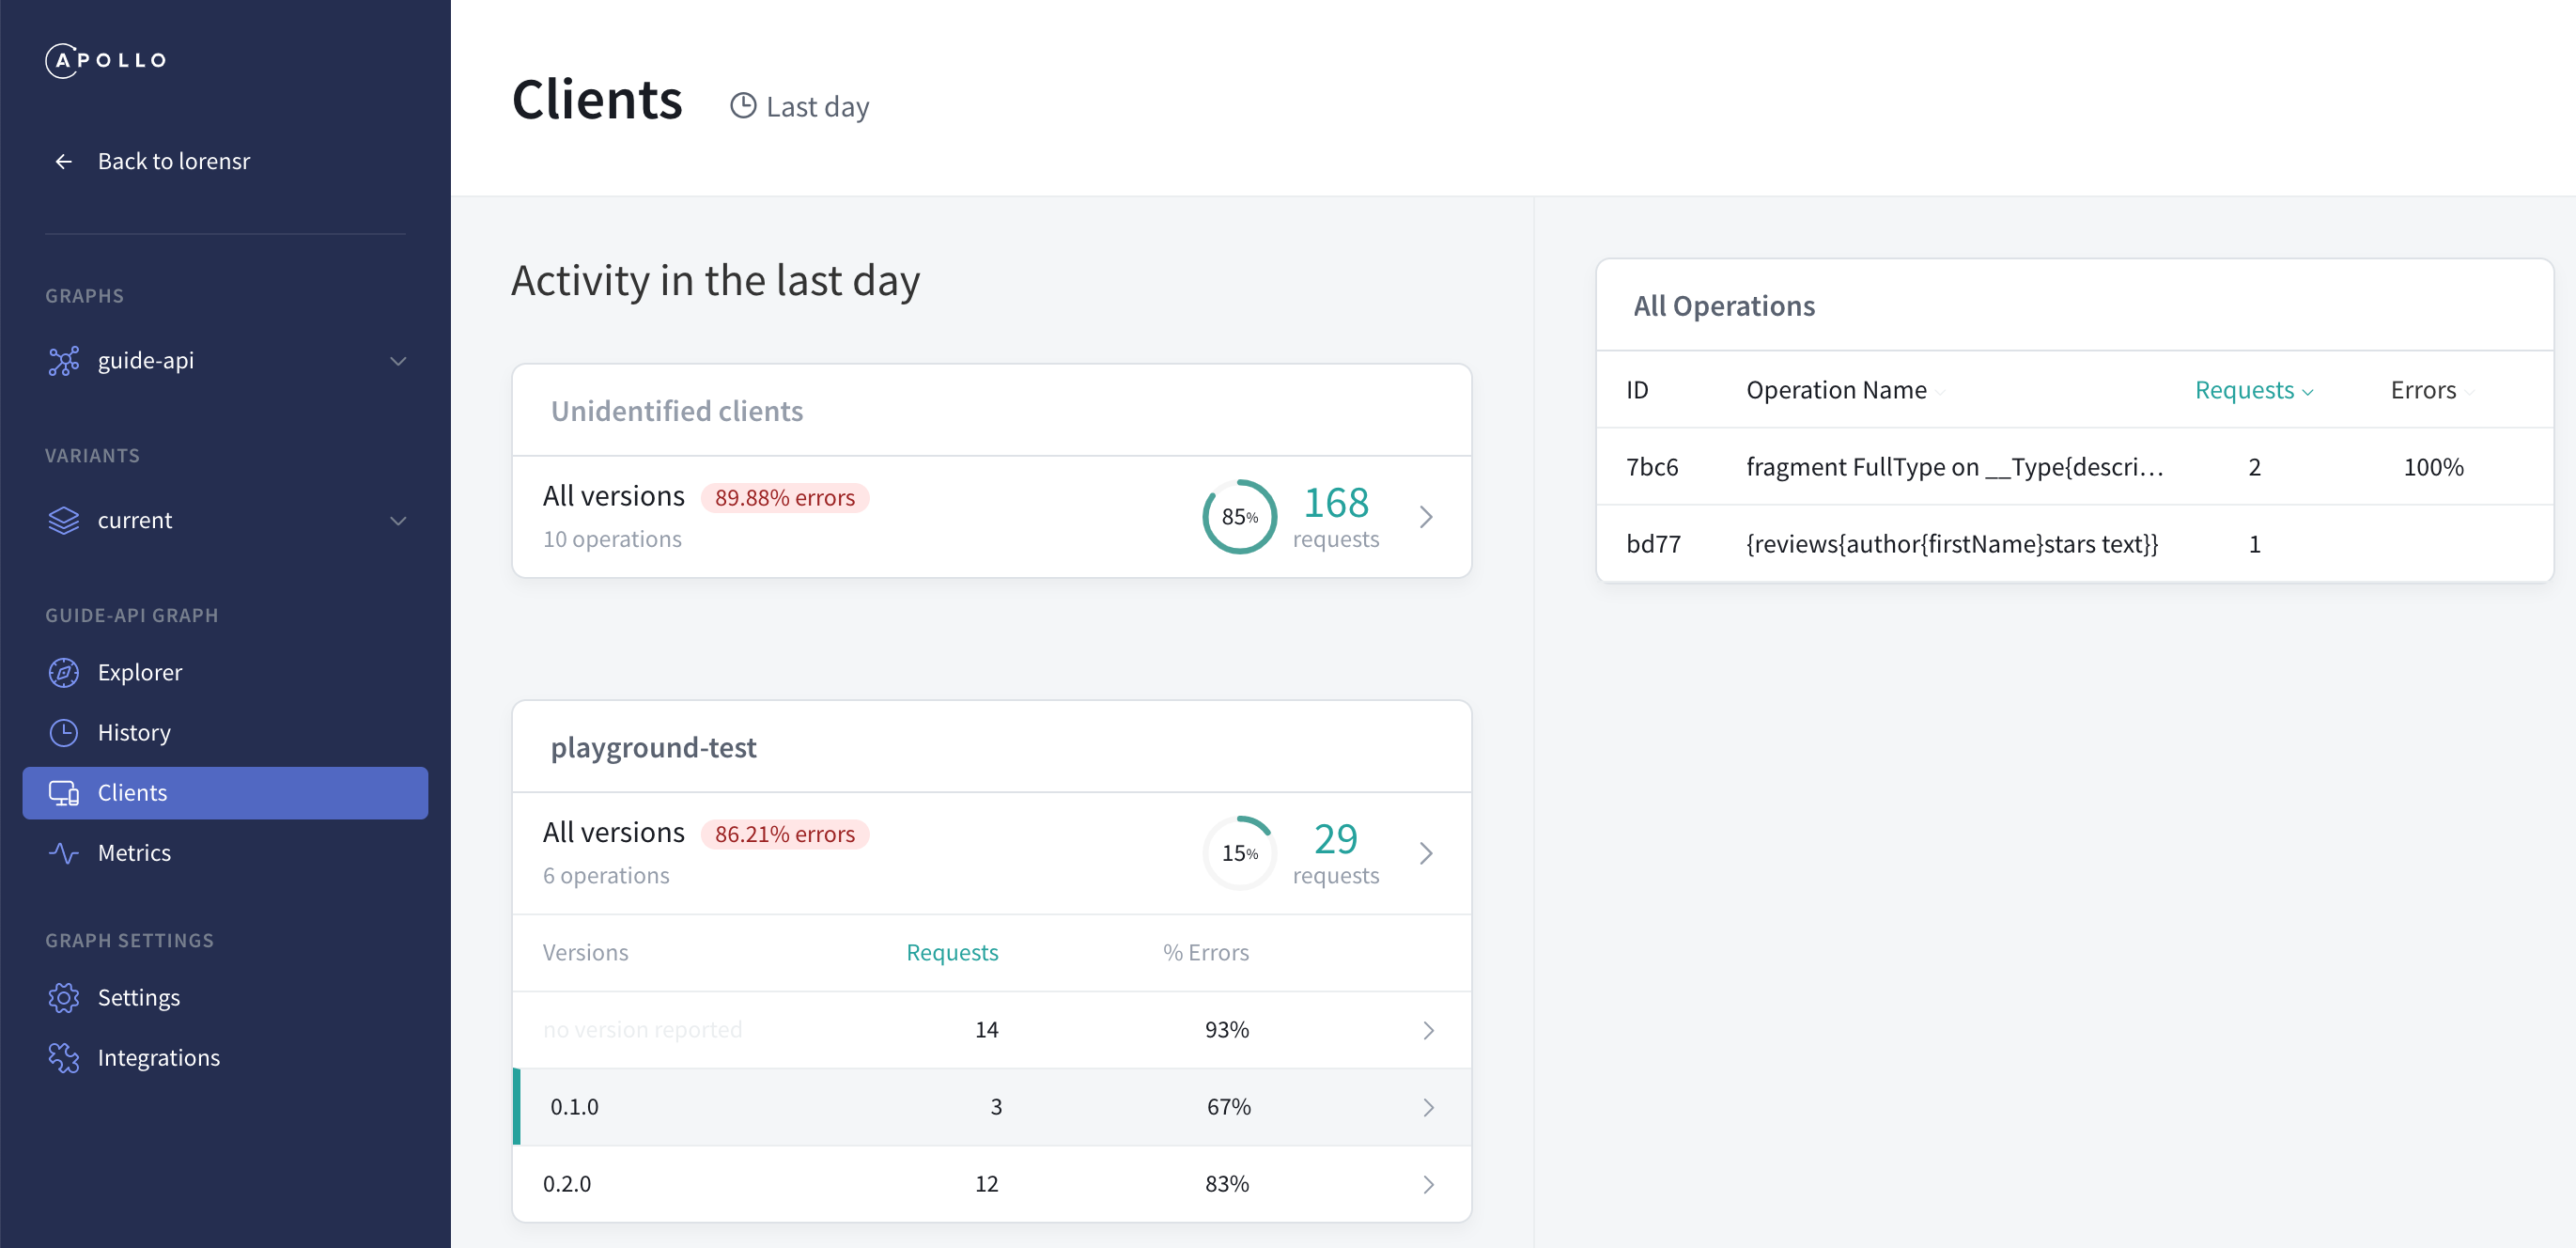 APOLLO
Back to lorensr
GRAPHS
guide-api
VARIANTS
current
GUIDE-API GRAPH
Explorer
History
Clients
Metrics
GRAPH SETTINGS
Settings
Integrations
Clients
Last day
Activity in the last day
Unidentified clients
All versions 89.88% errors
10 operations
85%
168
requests
playground-test
All versions 86.21% errors
6 operations
15%
29
requests
Versions Requests % Errors
no version reported 14 93%
0.1.0 3 67%
0.2.0 12 83%
All Operations
ID Operation Name Requests Errors
7bc6 fragment FullType on __Type{descri... 2 100%
bd77 {reviews{author{firstName}stars text}} 1